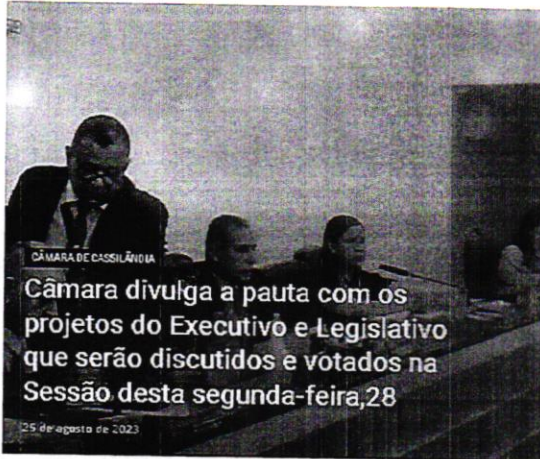 CÂMARA DE CASSILÂNDIA
Câmara divulga a pauta com os
projetos do Executivo e Legislativo
que serão discutidos e votados na
Sessão desta segunda-feira,28
25 de agosto de 2023